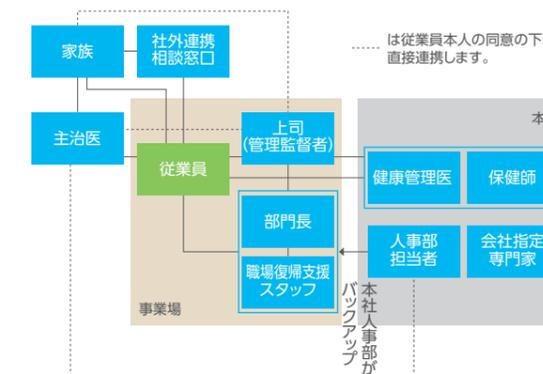 家族
社外連携
相談窓口
は従業員本人の同意の下
直接連携します。
主治医
上司
(管理監督者)
従業員
健康管理医
保健師
部門長
人事部
担当者
会社指定
専門家
職場復帰支援
スタッフ
事業場
本社人事部が
バックアップ
本